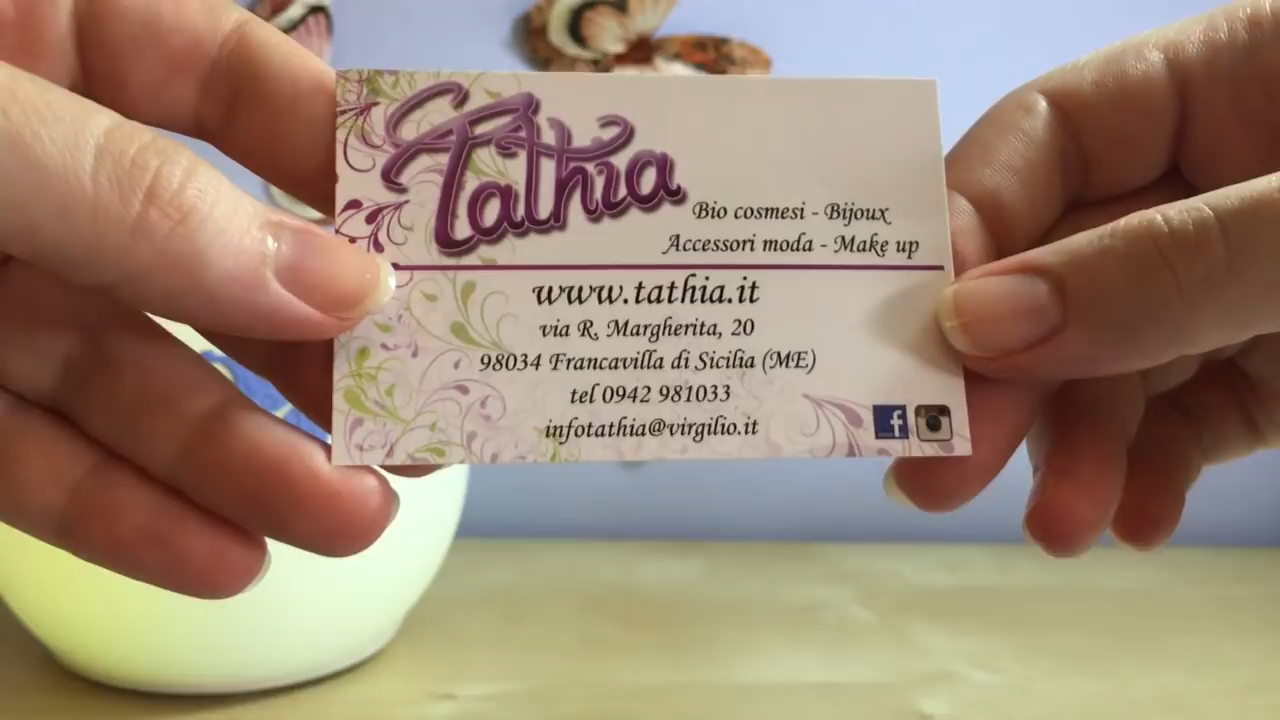 Tathia
Bio cosmesi - Bijoux
Accessori moda - Make up
www.tathia.it
via R. Margherita, 20
98034 Francavilla di Sicilia (ME)
tel 0942 981033
infotathia@virgilio.it